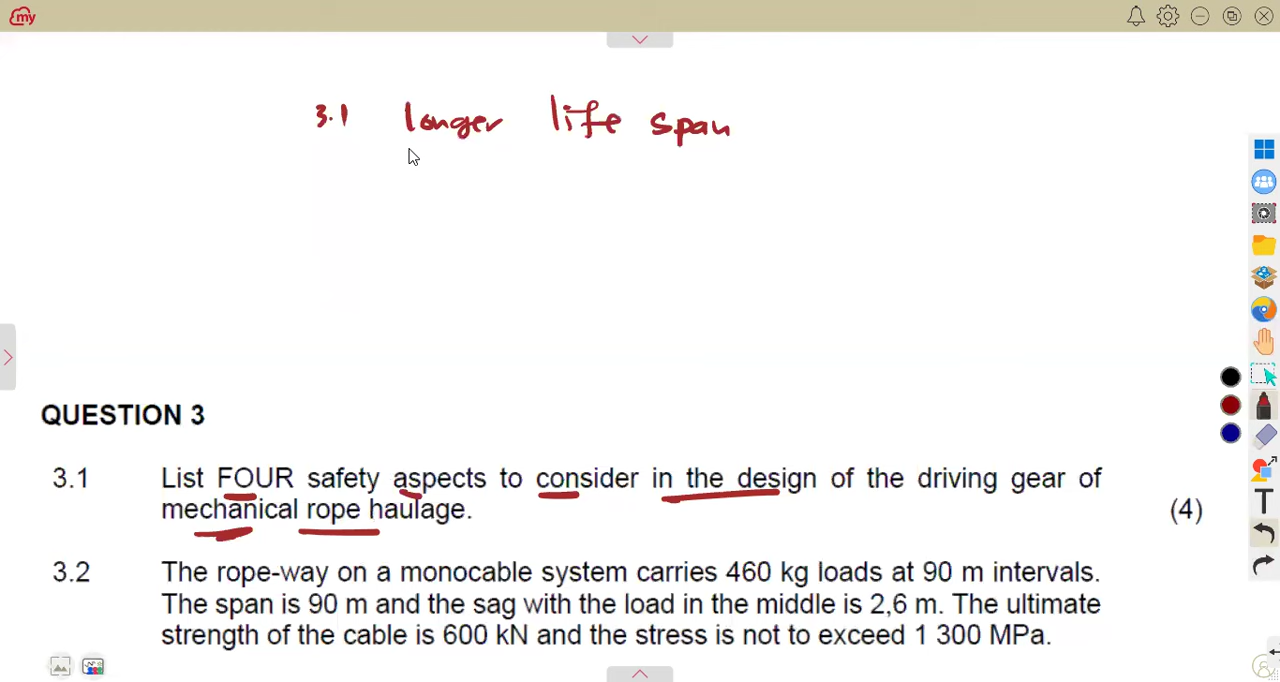 my
3.1 longer life span
QUESTION 3
3.1 List FOUR safety aspects to consider in the design of the driving gear of
mechanical rope haulage. (4)
3.2 The rope-way on a monocable system carries 460 kg loads at 90 m intervals.
The span is 90 m and the sag with the load in the middle is 2,6 m. The ultimate
strength of the cable is 600 kN and the stress is not to exceed 1 300 MPa.